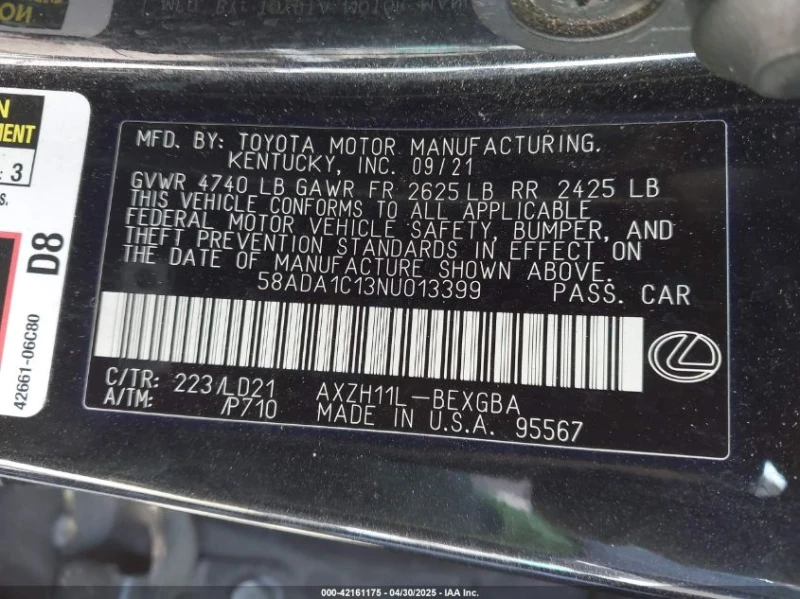 MFD. BY: TOYOTA MOTOR MANUFACTURING,
KENTUCKY, INC. 09/21
GVWR 4740 LB GAWR FR 2625 LB RR 2425 LB
THIS VEHICLE CONFORMS TO ALL APPLICABLE
FEDERAL MOTOR VEHICLE SAFETY, BUMPER, AND
THEFT PREVENTION STANDARDS IN EFFECT ON
THE DATE OF MANUFACTURE SHOWN ABOVE.
58ADA1C13NU013399 PASS. CAR
C/TR: 223/LD21 AXZH11L-BEXGBA
A/TM: /P710 MADE IN U.S.A. 95567
D8
42661-06C80
3
000-42161175 - 04/30/2025 - IAA Inc.